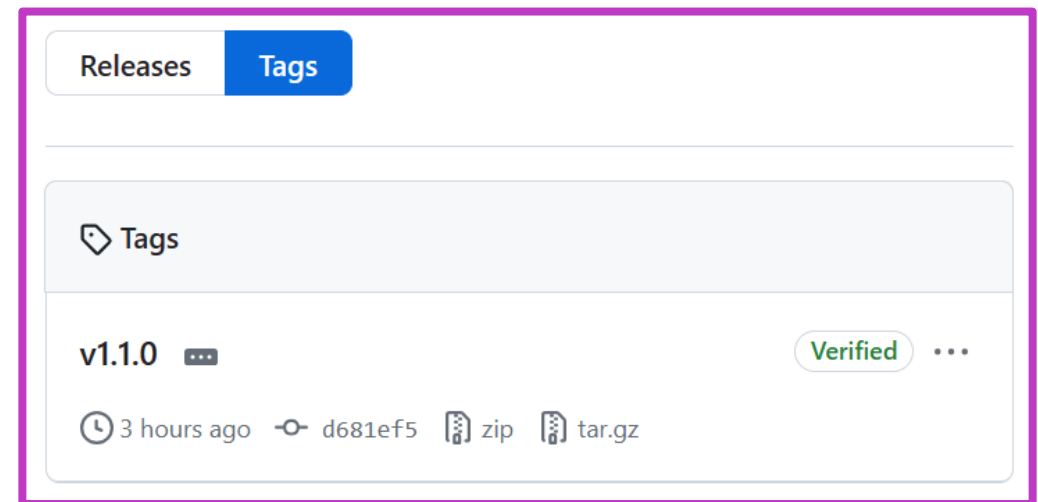 Releases Tags
Tags
v1.1.0 Verified
3 hours ago d681ef5 zip tar.gz